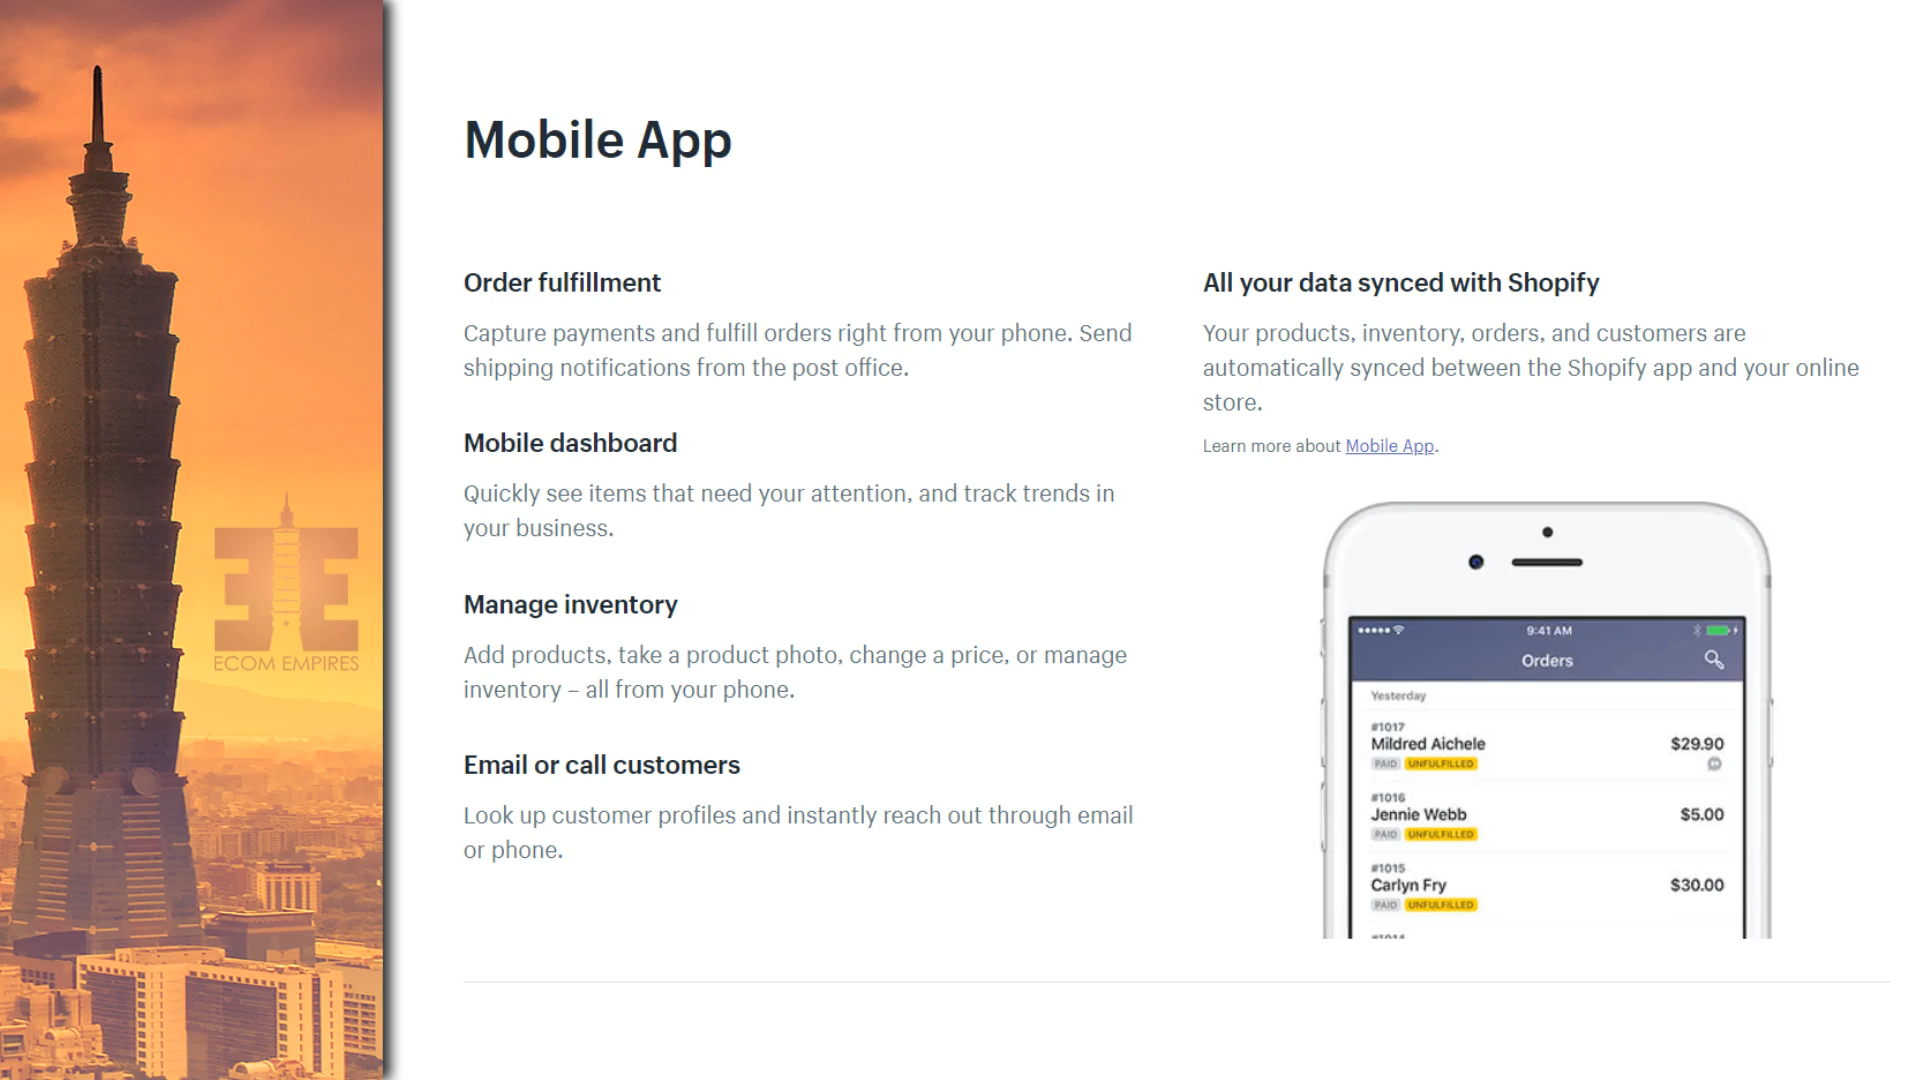 ECOM EMPIRES
Mobile App
Order fulfillment
Capture payments and fulfill orders right from your phone. Send
shipping notifications from the post office.
Mobile dashboard
Quickly see items that need your attention, and track trends in
your business.
Manage inventory
Add products, take a product photo, change a price, or manage
inventory – all from your phone.
Email or call customers
Look up customer profiles and instantly reach out through email
or phone.
All your data synced with Shopify
Your products, inventory, orders, and customers are
automatically synced between the Shopify app and your online
store.
Learn more about Mobile App.
9:41 AM
Orders
Yesterday
#1017
Mildred Aichele $29.90
PAID UNFULFILLED
#1016
Jennie Webb $5.00
PAID UNFULFILLED
#1015
Carlyn Fry $30.00
PAID UNFULFILLED